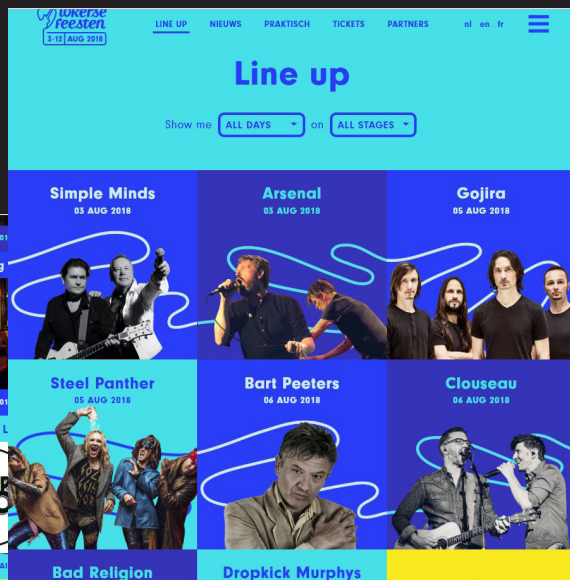 feesten
3-12 AUG 2018
LINE UP NIEUWS PRAKTISCH TICKETS PARTNERS nl en fr
Line up
Show me ALL DAYS on ALL STAGES
Simple Minds
03 AUG 2018
Arsenal
03 AUG 2018
Gojira
05 AUG 2018
Steel Panther
05 AUG 2018
Bart Peeters
06 AUG 2018
Clouseau
06 AUG 2018
Bad Religion
Dropkick Murphys